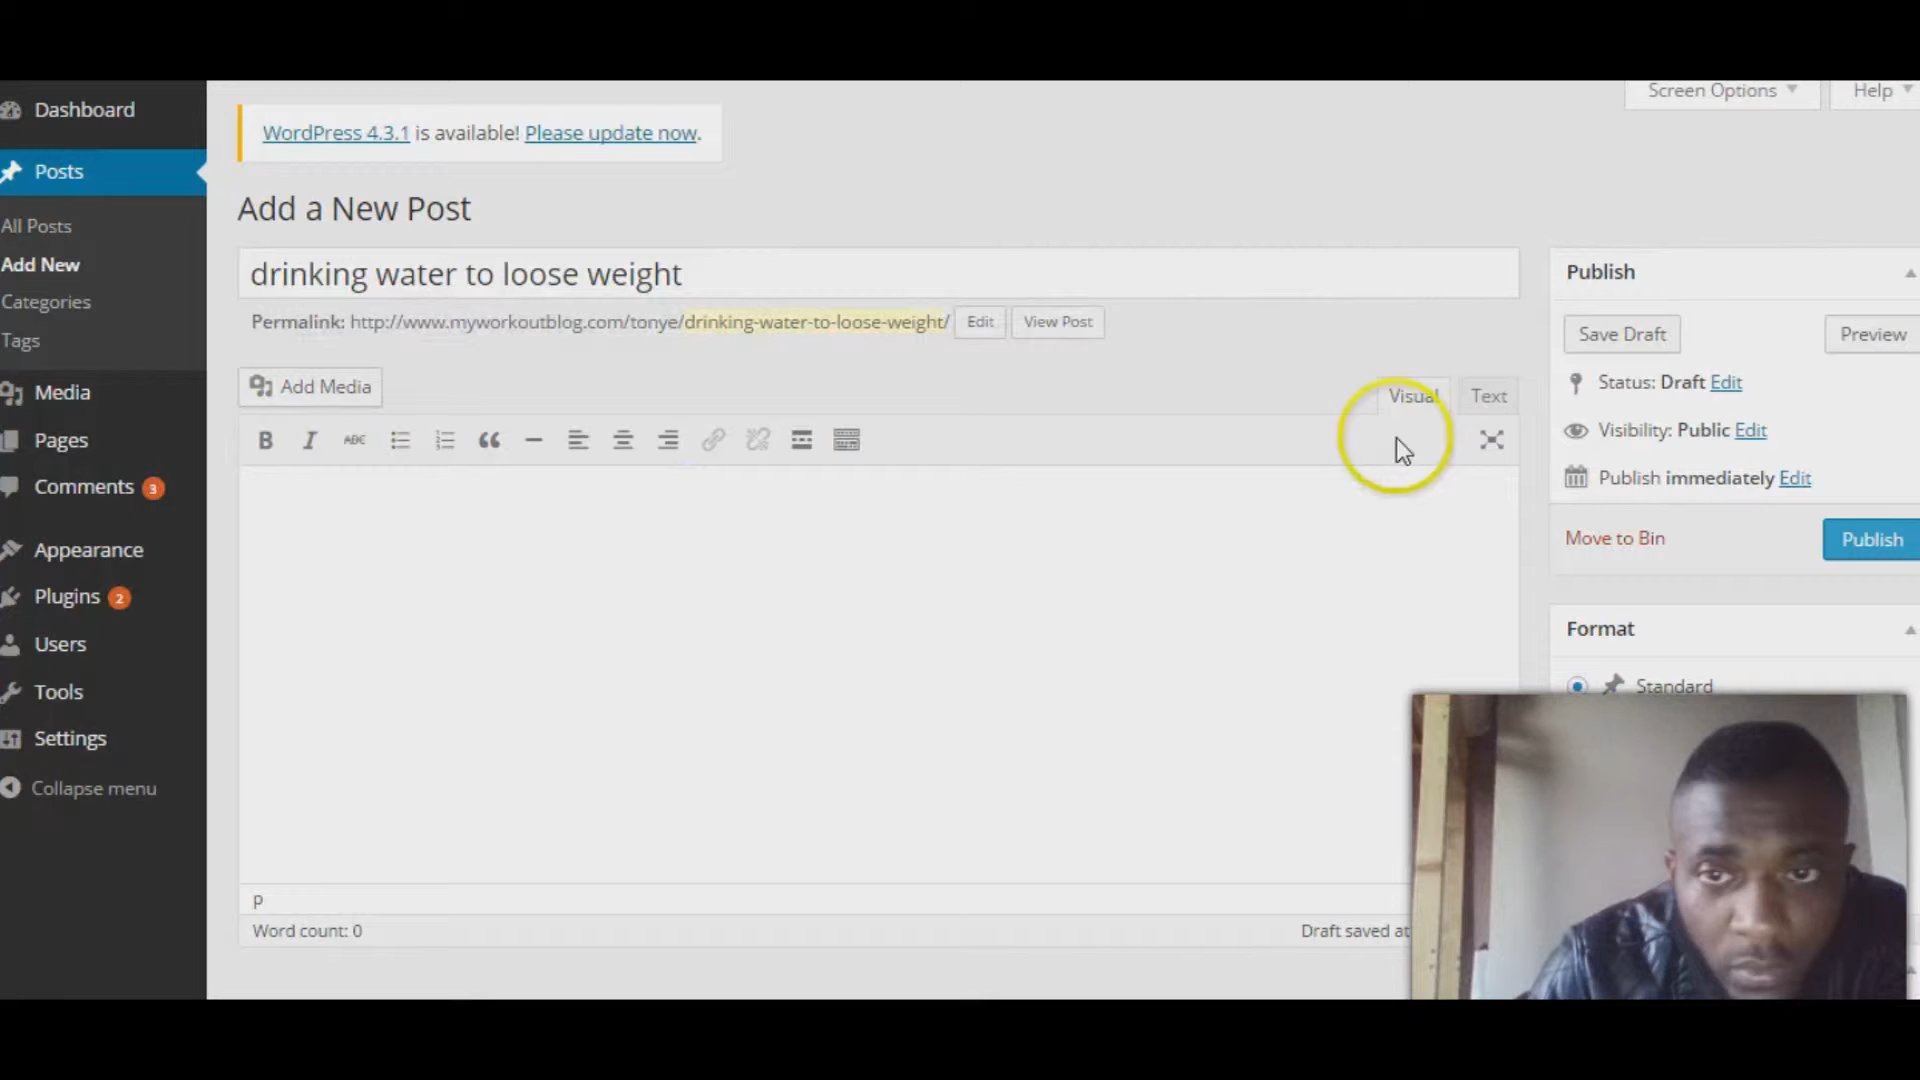 Screen Options
Help
Dashboard
WordPress 4.3.1 is available! Please update now.
Posts
Add a New Post
All Posts
Add New
Categories
Tags
drinking water to loose weight
Permalink: http://www.myworkoutblog.com/tonye/drinking-water-to-loose-weight/ Edit View Post
Add Media
Visual Text
B I ABC
Media
Pages
Comments 3
Appearance
Plugins 2
Users
Tools
Settings
Collapse menu
p
Word count: 0
Draft saved at
Publish
Save Draft Preview
Status: Draft Edit
Visibility: Public Edit
Publish immediately Edit
Move to Bin Publish
Format
Standard